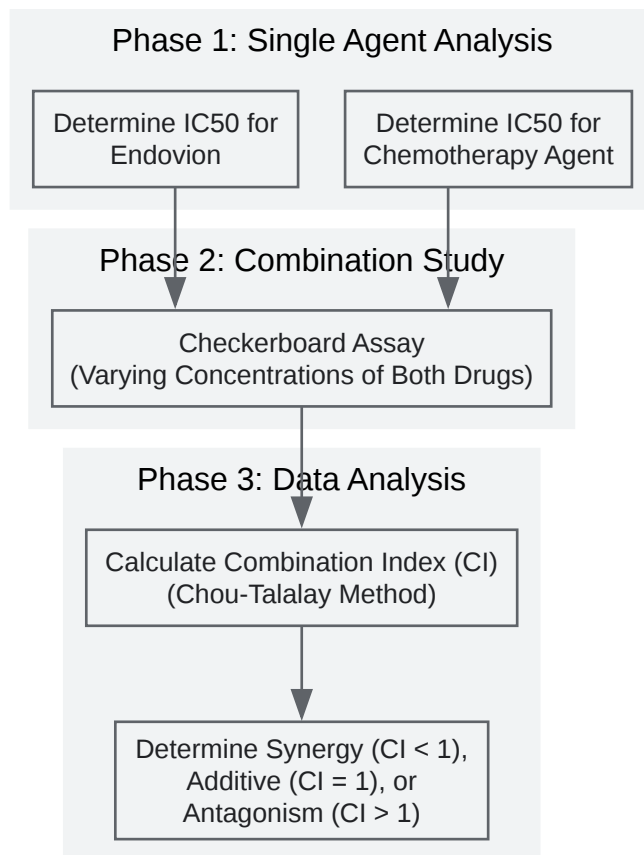 Phase 1: Single Agent Analysis
Determine IC50 for
Endovion
Determine IC50 for
Chemotherapy Agent
Phase 2: Combination Study
Checkerboard Assay
(Varying Concentrations of Both Drugs)
Phase 3: Data Analysis
Calculate Combination Index (CI)
(Chou-Talalay Method)
Determine Synergy (CI < 1),
Additive (CI = 1), or
Antagonism (CI > 1)